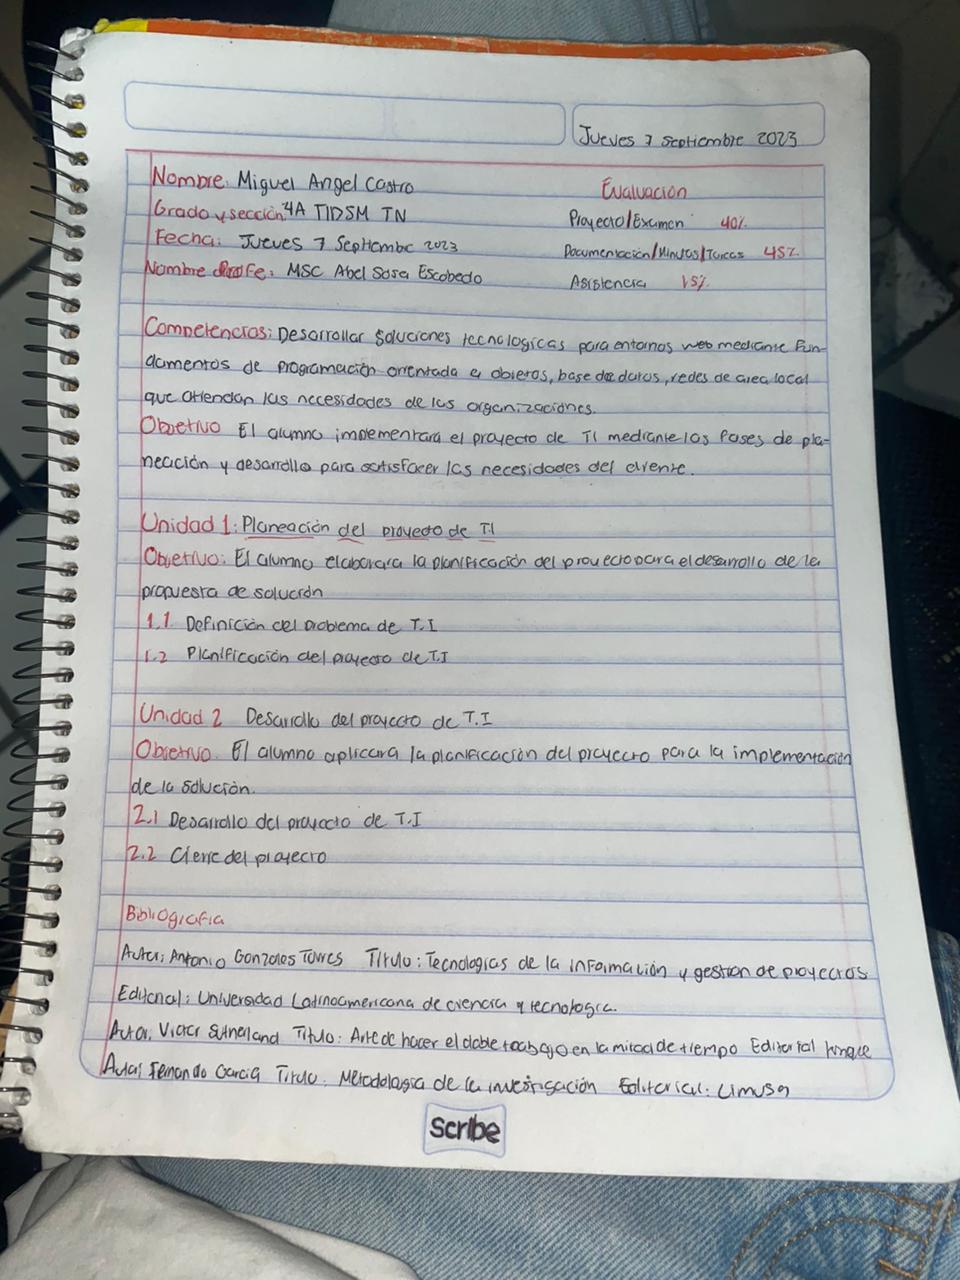 Jueves 7 Septiembre 2023
Nombre: Miguel Angel Castro
Evaluación
Grado y sección 4A TIDSM TN
Proyecto/Examen 40%
Fecha: Jueves 7 Septiembre 2023
Documentación/Minutas/Tareas 45%
Nombre Profe: MSC Abel Sosa Escobedo
Asistencia 15%
Competencias: Desarrollar soluciones tecnologicas para entornos web mediante Fun-
damentos de programación orientada a objetos, base de datos, redes de area local
que atiendan las necesidades de las organizaciones.
Objetivo El alumno implementara el proyecto de TI mediante las fases de pla-
neación y desarrollo para satisfacer las necesidades del cliente.
Unidad 1: Planeación del proyecto de TI
Objetivo: El alumno elaborara la planificación del proyecto para el desarrollo de la
propuesta de solución
1.1 Definición del problema de T.I
1.2 Planificación del proyecto de T.I
Unidad 2 Desarrollo del proyecto de T.I
Objetivo. El alumno aplicara la planificación del proyecto para la implementación
de la solución.
2.1 Desarrollo del proyecto de T.I
2.2 Cierre del proyecto
Bibliografia
Autor: Antonio Gonzales Torres Titulo: Tecnologias de la información y gestion de proyectos
Editorial: Universidad Latinoamericana de ciencia y tecnologia.
Autor: Victor Sutherland Titulo: Arte de hacer el doble trabajo en la mitad de tiempo Editorial
Autor: Fernando Garcia Titulo: Metodologia de la investigación Editorial: Limusa
Scribe